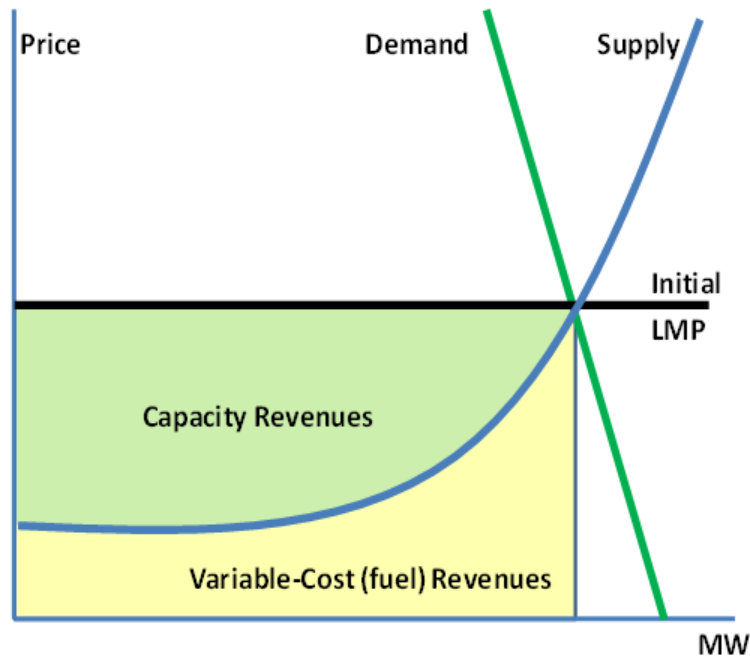 Price
Demand
Supply
Initial
LMP
Capacity Revenues
Variable-Cost (fuel) Revenues
MW